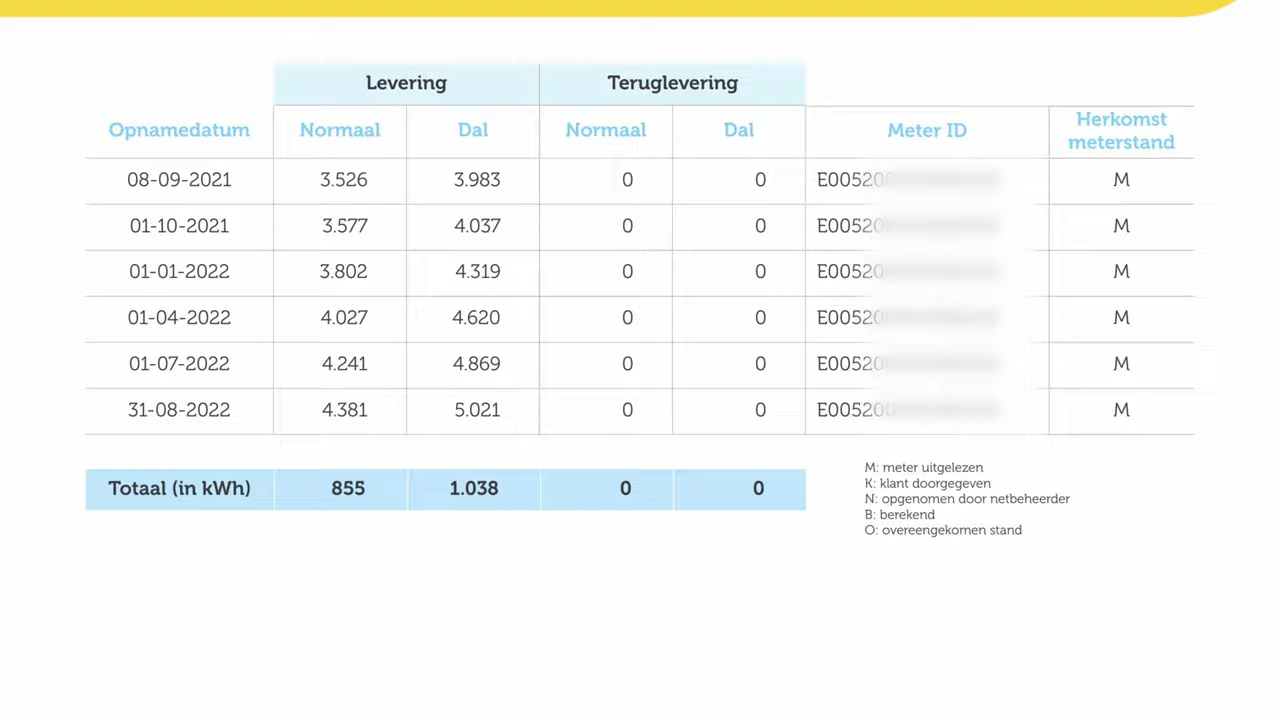 Levering Teruglevering
Opnamedatum Normaal Dal Normaal Dal Meter ID Herkomst meterstand
08-09-2021 3.526 3.983 0 0 E00520 M
01-10-2021 3.577 4.037 0 0 E00520 M
01-01-2022 3.802 4.319 0 0 E00520 M
01-04-2022 4.027 4.620 0 0 E00520 M
01-07-2022 4.241 4.869 0 0 E00520 M
31-08-2022 4.381 5.021 0 0 E00520 M
Totaal (in kWh) 855 1.038 0 0
M: meter uitgelezen
K: klant doorgegeven
N: opgenomen door netbeheerder
B: berekend
O: overeengekomen stand